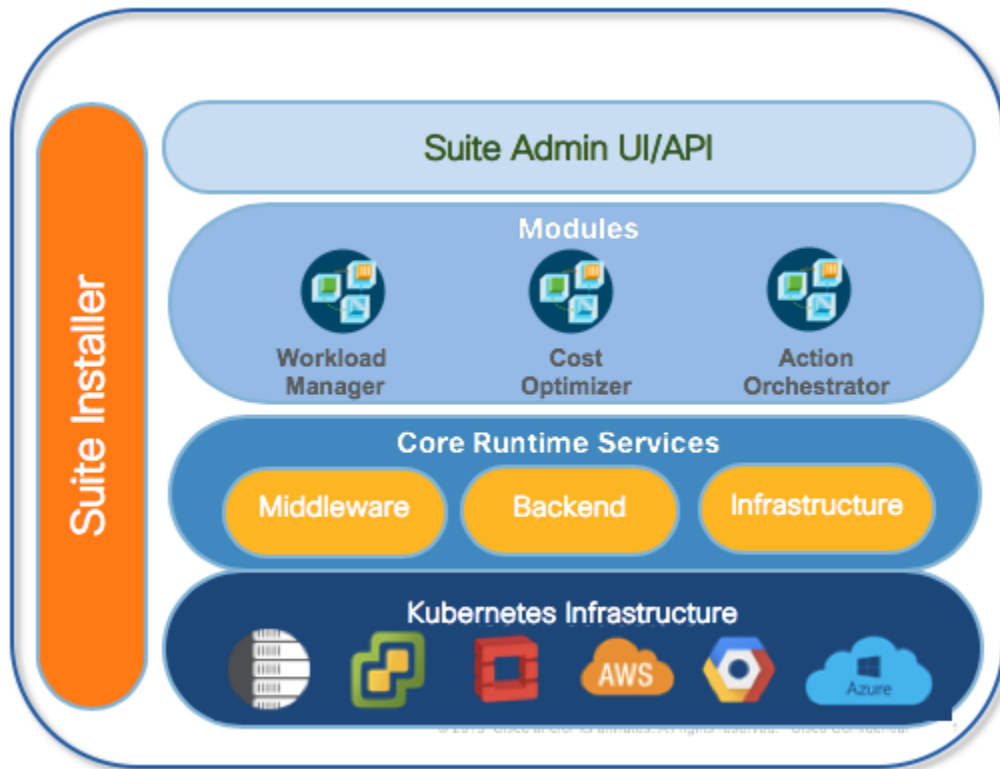 Suite Installer
Suite Admin UI/API
Modules
Workload
Manager
Cost
Optimizer
Action
Orchestrator
Core Runtime Services
Middleware
Backend
Infrastructure
Kubernetes Infrastructure
AWS
Azure